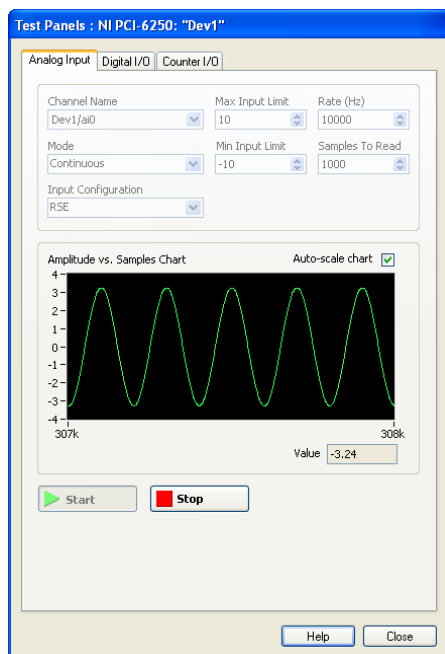 Test Panels : NI PCI-6250: "Dev1"
Analog Input Digital I/O Counter I/O
Channel Name Max Input Limit Rate (Hz)
Dev1/ai0 10 10000
Mode Min Input Limit Samples To Read
Continuous -10 1000
Input Configuration
RSE
Amplitude vs. Samples Chart Auto-scale chart
4
3
2
1
0
-1
-2
-3
-4
307k 308k
Value -3.24
Start Stop
Help Close